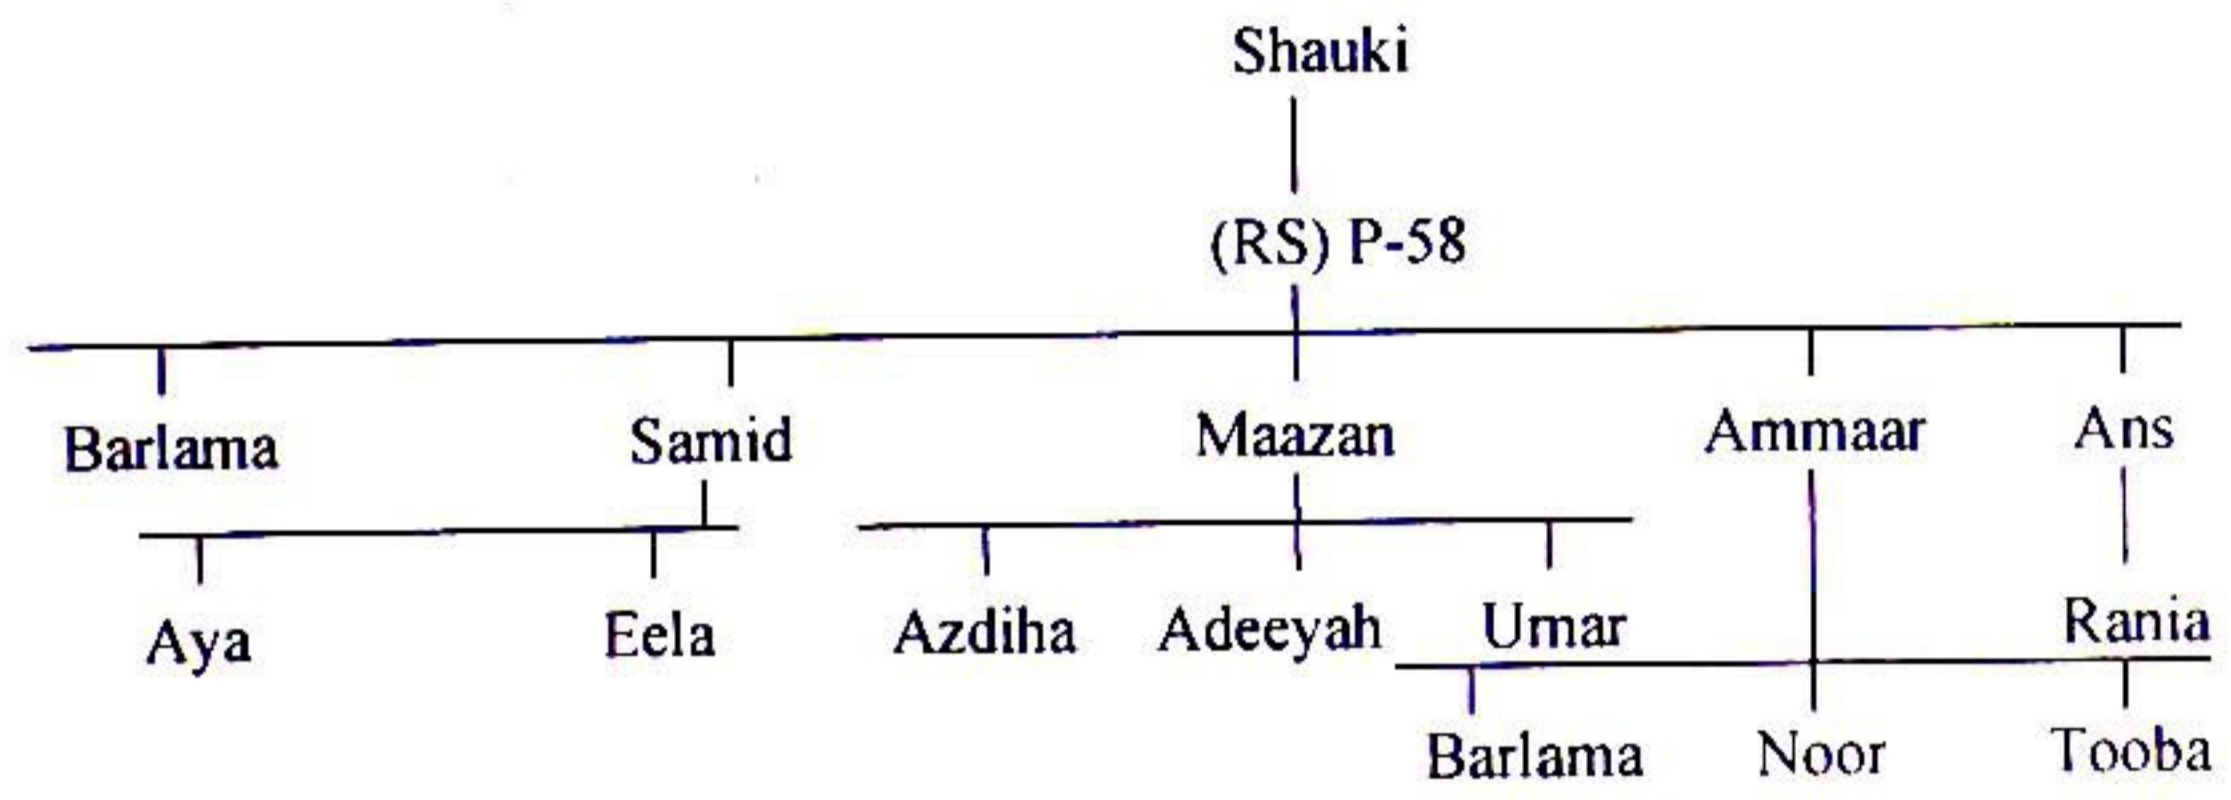 Shauki
(RS) P-58
Barlama Samid Maazan Ammaar Ans
Aya Eela Azdiha Adeeyah Umar Rania
Barlama Noor Tooba